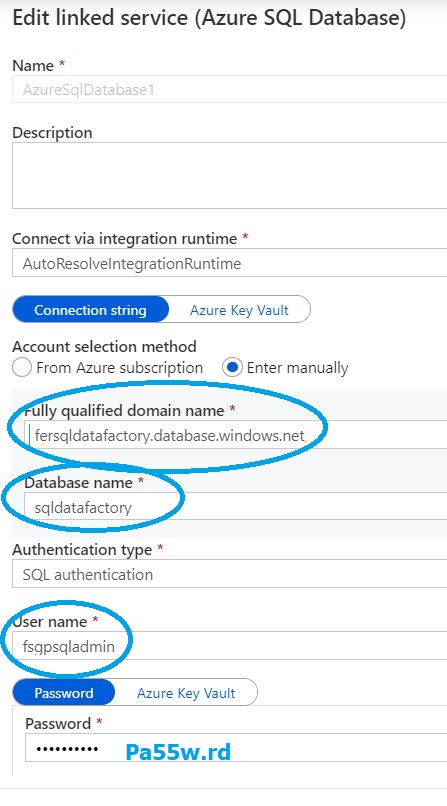 Edit linked service (Azure SQL Database)
Name *
AzureSqlDatabase1
Description
Connect via integration runtime *
AutoResolveIntegrationRuntime
Connection string Azure Key Vault
Account selection method
From Azure subscription Enter manually
Fully qualified domain name *
fersqldatafactory.database.windows.net
Database name *
sqldatafactory
Authentication type *
SQL authentication
User name *
fsgpsqladmin
Password Azure Key Vault
Password *
•••••••••• Pa55w.rd